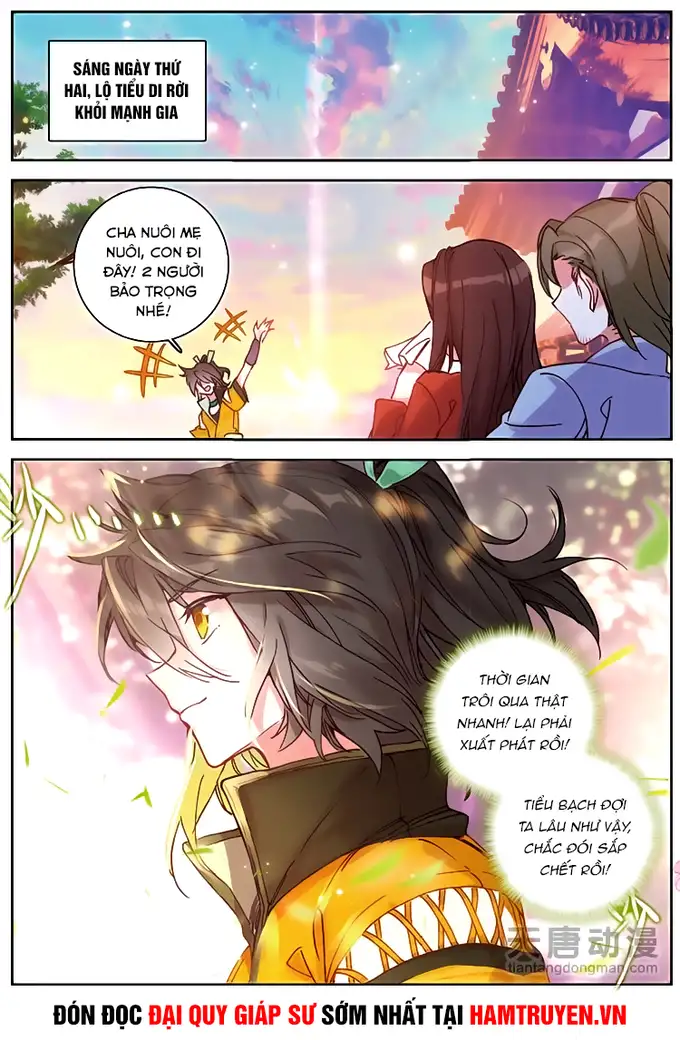 SÁNG NGÀY THỨ
HAI, LỘ TIỂU DI RỜI
KHỎI MẠNH GIA
CHA NUÔI MẸ
NUÔI, CON ĐI
ĐÂY! 2 NGƯỜI
BẢO TRỌNG
NHÉ!
THỜI GIAN
TRÔI QUA THẬT
NHANH! LẠI PHẢI
XUẤT PHÁT RỒI!
TIỂU BẠCH ĐỢI
TA LÂU NHƯ VẬY,
CHẮC ĐÓI SẮP
CHẾT RỒI!
天唐动漫
tiantangdongman.com
ĐÓN ĐỌC ĐẠI QUY GIÁP SƯ SỚM NHẤT TẠI HAMTRUYEN.VN